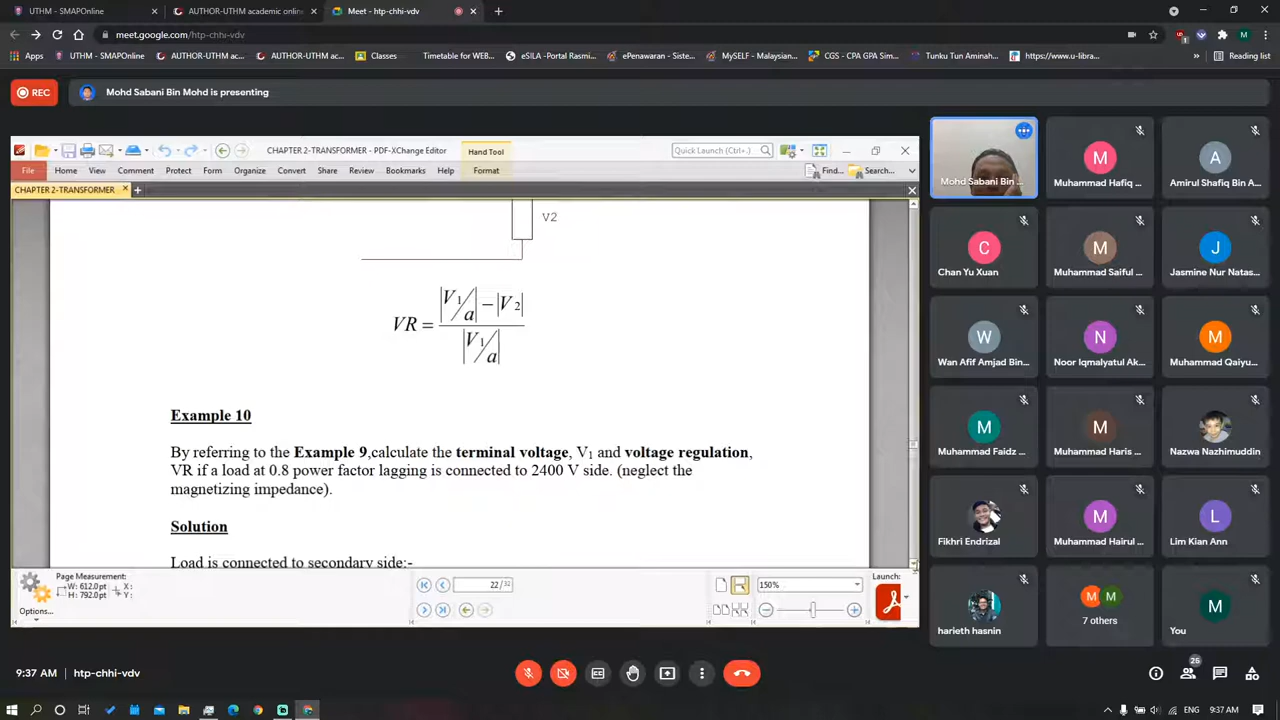 UTHM - SMAPOnline
AUTHOR-UTHM academic onlin
Meet - htp-chhi-vdv
meet.google.com/htp-chhi-vdv
Apps
UTHM - SMAPOnline
AUTHOR-UTHM ac...
AUTHOR-UTHM ac...
Classes
Timetable for WEB...
eSILA -Portal Rasmi...
ePenawaran - Siste...
MySELF - Malaysian...
CGS - CPA GPA Sim...
Tunku Tun Aminah...
https://www.u-libra...
»
Reading list
REC
Mohd Sabani Bin Mohd is presenting
CHAPTER 2-TRANSFORMER - PDF-XChange Editor
Hand Tool
Quick Launch (Ctrl+.)
File
Home
View
Comment
Protect
Form
Organize
Convert
Share
Review
Bookmarks
Help
Format
Find...
Search...
CHAPTER 2-TRANSFORMER
V2
VR = |V1/a| − |V2|
|V1/a|
Example 10
By referring to the Example 9,calculate the terminal voltage, V1 and voltage regulation,
VR if a load at 0.8 power factor lagging is connected to 2400 V side. (neglect the
magnetizing impedance).
Solution
Load is connected to secondary side:-
Options...
Page Measurement:
W: 612.0 pt
H: 792.0 pt
X:
Y:
22 / 32
150%
Launch:
Mohd Sabani Bin ...
M
Muhammad Hafiq ...
A
Amirul Shafiq Bin A...
C
Chan Yu Xuan
M
Muhammad Saiful ...
J
Jasmine Nur Natas...
W
Wan Afif Amjad Bin...
N
Noor Iqmalyatul Ak...
M
Muhammad Qaiyu...
M
Muhammad Faidz ...
M
Muhammad Haris ...
Nazwa Nazhimuddin
Fikhri Endrizal
M
Muhammad Hairul ...
L
Lim Kian Ann
harieth hasnin
M M
7 others
M
You
9:37 AM | htp-chhi-vdv
26
ENG
9:37 AM